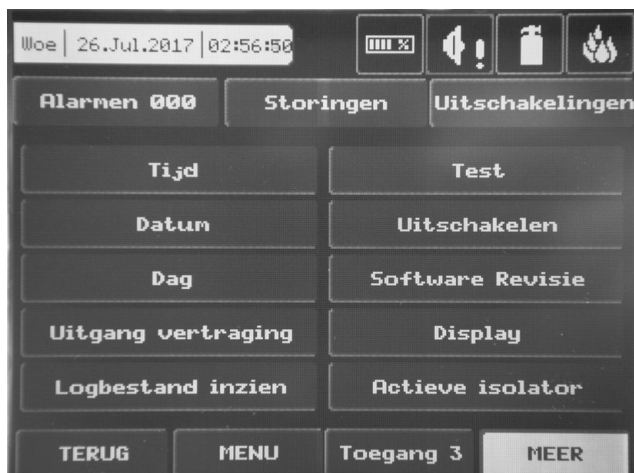 Woe 26.Jul.2017 02:56:50
%
Alarmen 000 Storingen Uitschakelingen
Tijd Test
Datum Uitschakelen
Dag Software Revisie
Uitgang vertraging Display
Logbestand inzien Actieve isolator
TERUG MENU Toegang 3 MEER